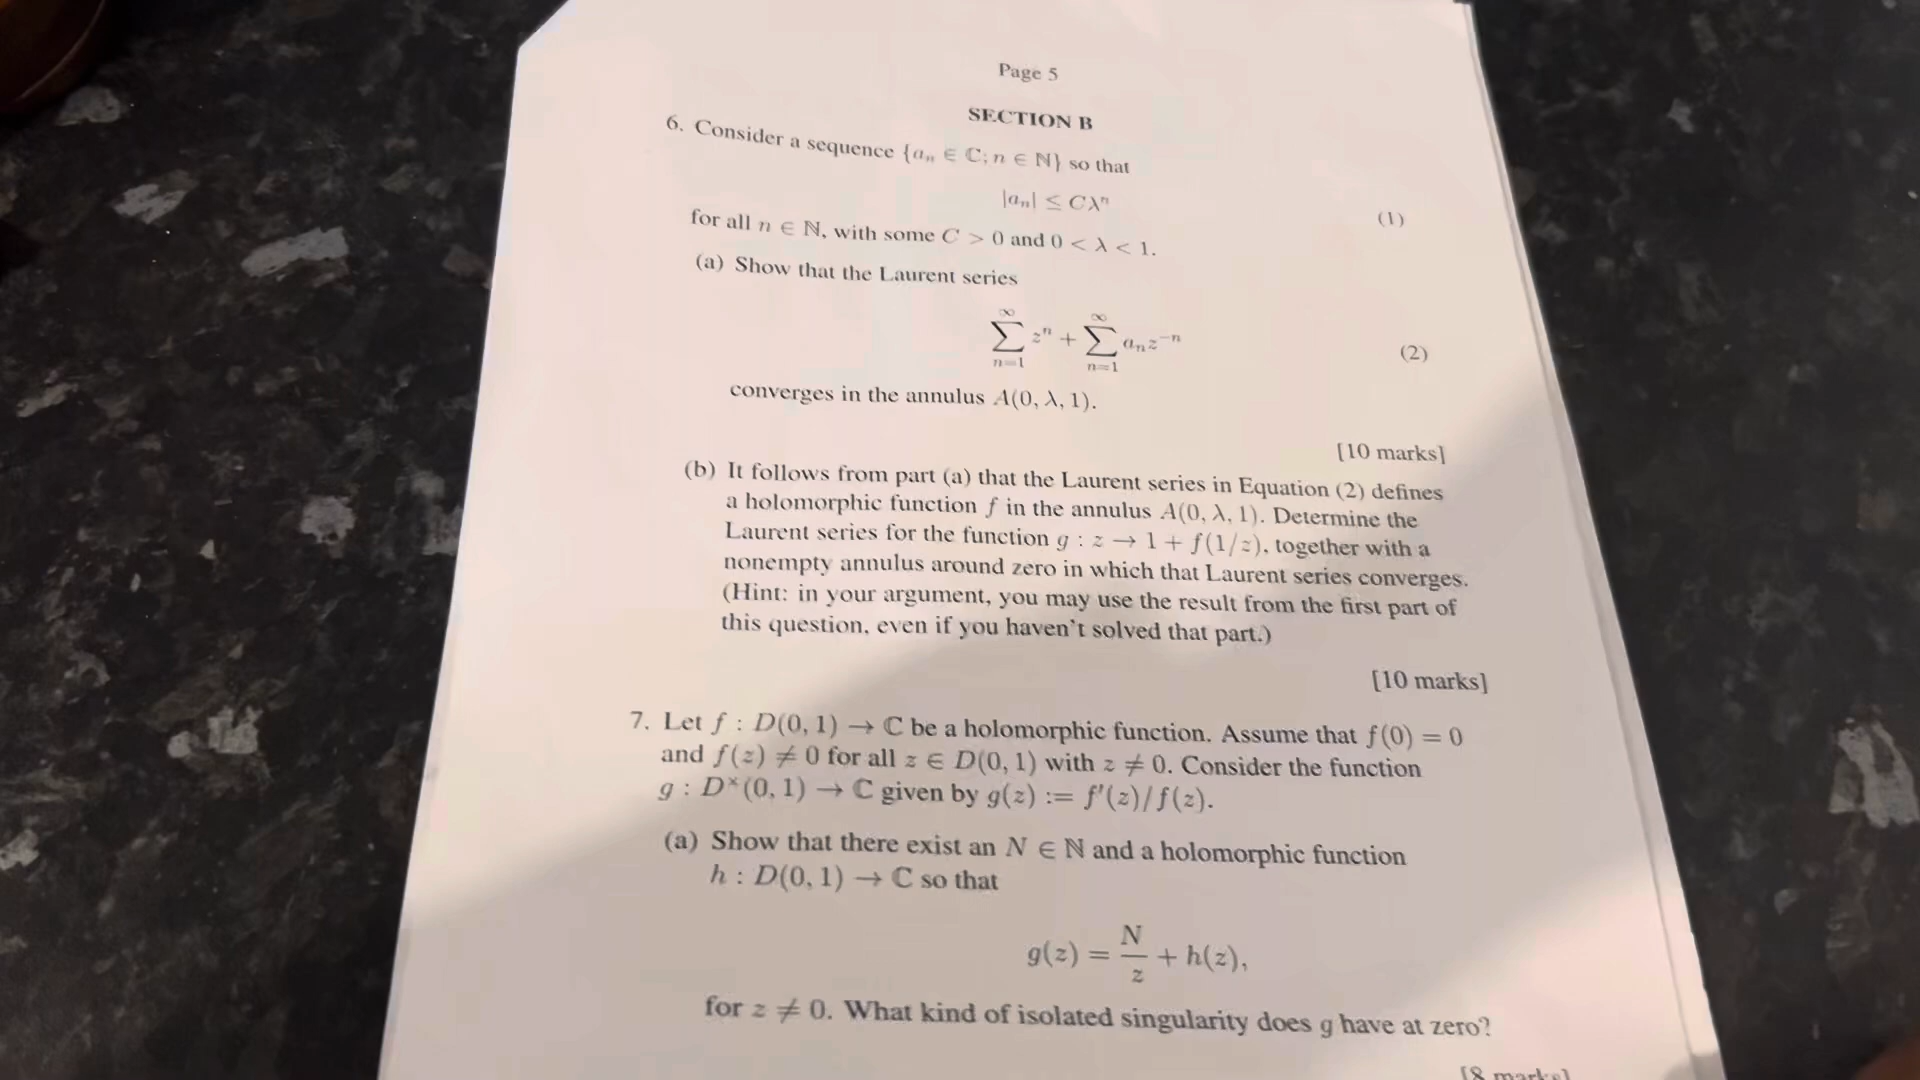 Page 5
SECTION B
6. Consider a sequence {aₙ ∈ ℂ; n ∈ ℕ} so that
|aₙ| ≤ Cλⁿ (1)
for all n ∈ ℕ, with some C > 0 and 0 < λ < 1.
(a) Show that the Laurent series
∑_{n=1}^{∞} zⁿ + ∑_{n=1}^{∞} aₙz⁻ⁿ (2)
converges in the annulus A(0, λ, 1).
[10 marks]
(b) It follows from part (a) that the Laurent series in Equation (2) defines
a holomorphic function f in the annulus A(0, λ, 1). Determine the
Laurent series for the function g : z → 1 + f(1/z), together with a
nonempty annulus around zero in which that Laurent series converges.
(Hint: in your argument, you may use the result from the first part of
this question, even if you haven't solved that part.)
[10 marks]
7. Let f : D(0, 1) → ℂ be a holomorphic function. Assume that f(0) = 0
and f(z) ≠ 0 for all z ∈ D(0, 1) with z ≠ 0. Consider the function
g : D*(0, 1) → ℂ given by g(z) := f′(z)/f(z).
(a) Show that there exist an N ∈ ℕ and a holomorphic function
h : D(0, 1) → ℂ so that
g(z) = N/z + h(z),
for z ≠ 0. What kind of isolated singularity does g have at zero?
[8 marks]